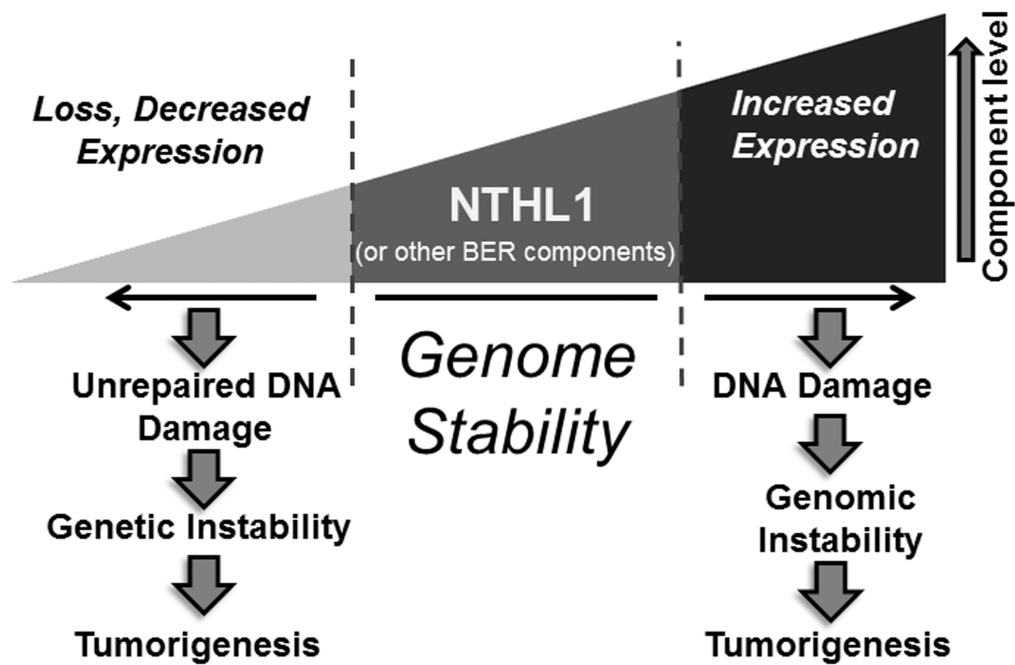 Loss, Decreased
Expression
Increased
Expression
Component level
NTHL1
(or other BER components)
Genome
Stability
Unrepaired DNA
Damage
Genetic Instability
Tumorigenesis
DNA Damage
Genomic
Instability
Tumorigenesis